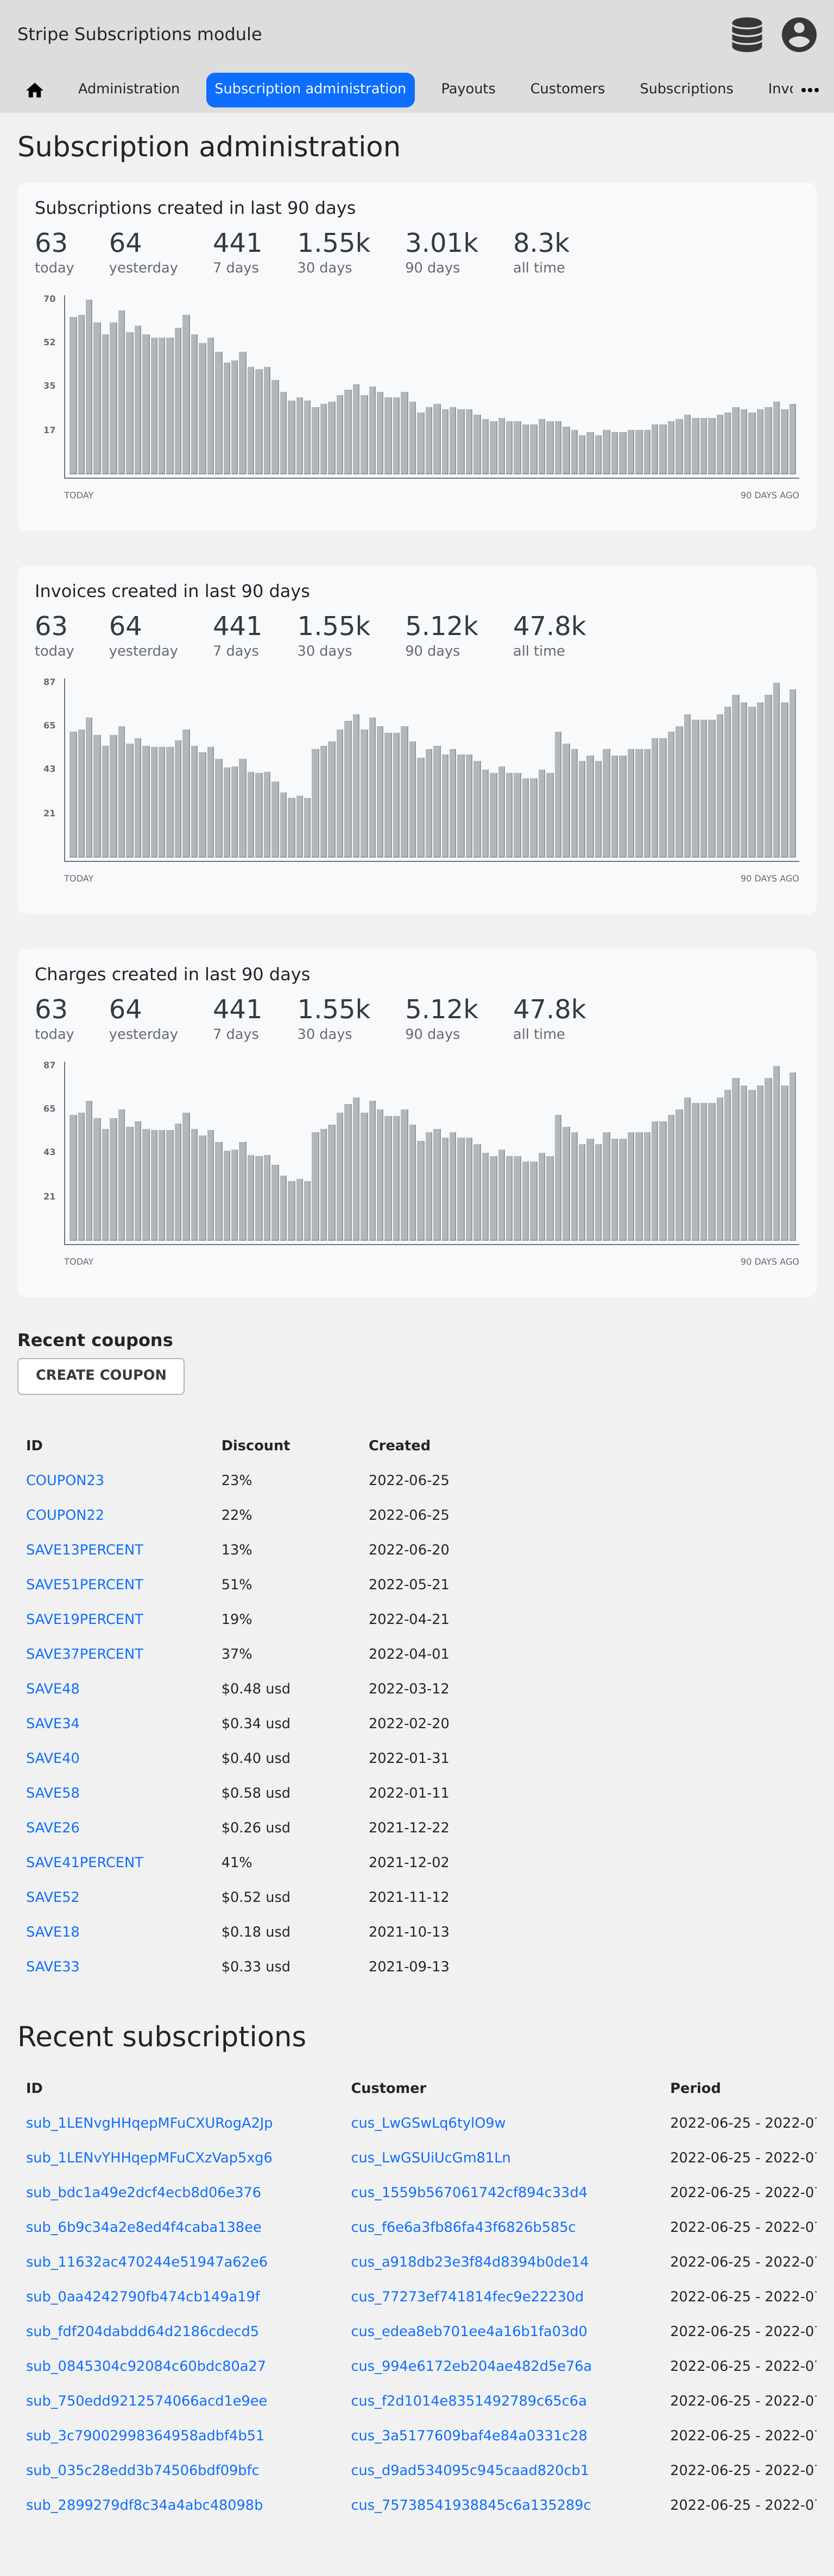 Stripe Subscriptions module
Administration Subscription administration Payouts Customers Subscriptions
Subscription administration
Subscriptions created in last 90 days
63 64 441 1.55k 3.01k 8.3k
today yesterday 7 days 30 days 90 days all time
70
52
35
17
TODAY 90 DAYS AGO
Invoices created in last 90 days
63 64 441 1.55k 5.12k 47.8k
today yesterday 7 days 30 days 90 days all time
87
65
43
21
TODAY 90 DAYS AGO
Charges created in last 90 days
63 64 441 1.55k 5.12k 47.8k
today yesterday 7 days 30 days 90 days all time
87
65
43
21
TODAY 90 DAYS AGO
Recent coupons
CREATE COUPON
ID Discount Created
COUPON23 23% 2022-06-25
COUPON22 22% 2022-06-25
SAVE13PERCENT 13% 2022-06-20
SAVE51PERCENT 51% 2022-05-21
SAVE19PERCENT 19% 2022-04-21
SAVE37PERCENT 37% 2022-04-01
SAVE48 $0.48 usd 2022-03-12
SAVE34 $0.34 usd 2022-02-20
SAVE40 $0.40 usd 2022-01-31
SAVE58 $0.58 usd 2022-01-11
SAVE26 $0.26 usd 2021-12-22
SAVE41PERCENT 41% 2021-12-02
SAVE52 $0.52 usd 2021-11-12
SAVE18 $0.18 usd 2021-10-13
SAVE33 $0.33 usd 2021-09-13
Recent subscriptions
ID Customer Period
sub_1LENvgHHqepMFuCXURogA2Jp cus_LwGSwLq6tylO9w 2022-06-25 - 2022-0
sub_1LENvYHHqepMFuCXzVap5xg6 cus_LwGSUiUcGm81Ln 2022-06-25 - 2022-0
sub_bdc1a49e2dcf4ecb8d06e376 cus_1559b567061742cf894c33d4 2022-06-25 - 2022-0
sub_6b9c34a2e8ed4f4caba138ee cus_f6e6a3fb86fa43f6826b585c 2022-06-25 - 2022-0
sub_11632ac470244e51947a62e6 cus_a918db23e3f84d8394b0de14 2022-06-25 - 2022-0
sub_0aa4242790fb474cb149a19f cus_77273ef741814fec9e22230d 2022-06-25 - 2022-0
sub_fdf204dabdd64d2186cdecd5 cus_edea8eb701ee4a16b1fa03d0 2022-06-25 - 2022-0
sub_0845304c92084c60bdc80a27 cus_994e6172eb204ae482d5e76a 2022-06-25 - 2022-0
sub_750edd9212574066acd1e9ee cus_f2d1014e8351492789c65c6a 2022-06-25 - 2022-0
sub_3c79002998364958adbf4b51 cus_3a5177609baf4e84a0331c28 2022-06-25 - 2022-0
sub_035c28edd3b74506bdf09bfc cus_d9ad534095c945caad820cb1 2022-06-25 - 2022-0
sub_2899279df8c34a4abc48098b cus_75738541938845c6a135289c 2022-06-25 - 2022-0